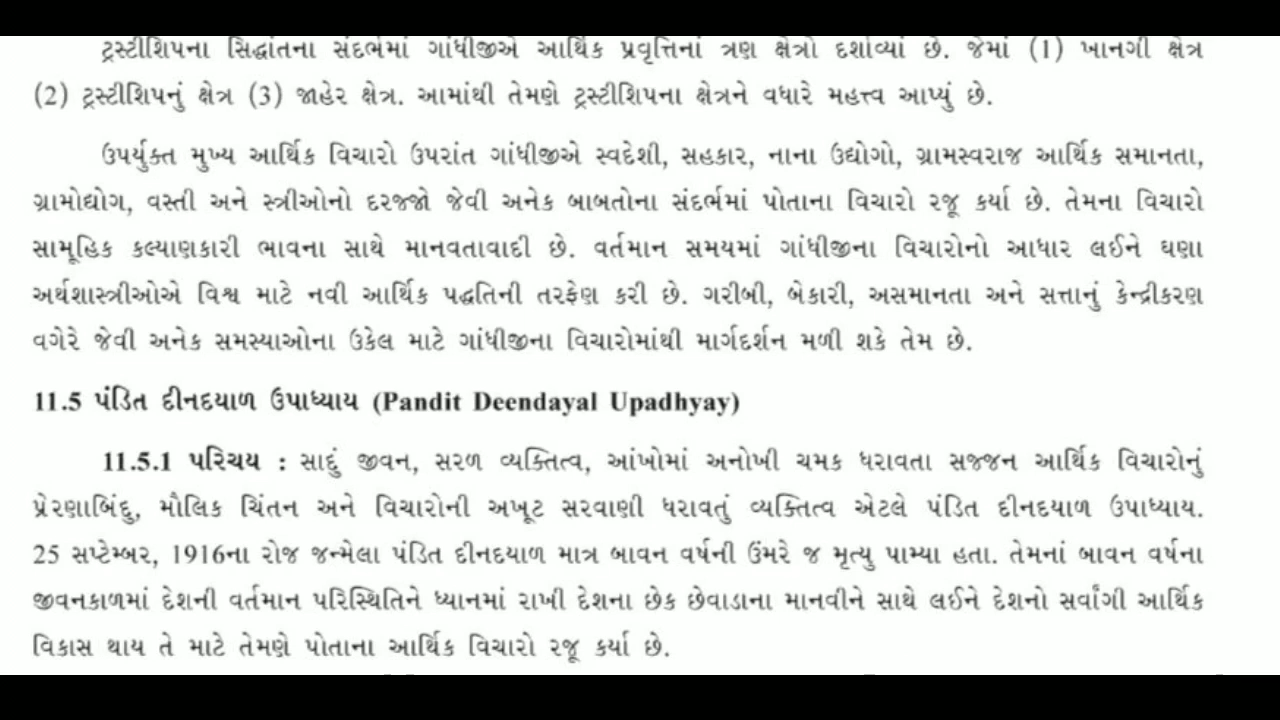 ટ્રસ્ટીશિપના સિદ્ધાંતના સંદર્ભમાં ગાંધીજીએ આર્થિક પ્રવૃત્તિનાં ત્રણ ક્ષેત્રો દર્શાવ્યાં છે. જેમાં (1) ખાનગી ક્ષેત્ર
(2) ટ્રસ્ટીશિપનું ક્ષેત્ર (3) જાહેર ક્ષેત્ર. આમાંથી તેમણે ટ્રસ્ટીશિપના ક્ષેત્રને વધારે મહત્ત્વ આપ્યું છે.
ઉપર્યુક્ત મુખ્ય આર્થિક વિચારો ઉપરાંત ગાંધીજીએ સ્વદેશી, સહકાર, નાના ઉદ્યોગો, ગ્રામસ્વરાજ આર્થિક સમાનતા,
ગ્રામોદ્યોગ, વસ્તી અને સ્ત્રીઓનો દરજ્જો જેવી અનેક બાબતોના સંદર્ભમાં પોતાના વિચારો રજૂ કર્યા છે. તેમના વિચારો
સામૂહિક કલ્યાણકારી ભાવના સાથે માનવતાવાદી છે. વર્તમાન સમયમાં ગાંધીજીના વિચારોનો આધાર લઈને ઘણા
અર્થશાસ્ત્રીઓએ વિશ્વ માટે નવી આર્થિક પદ્ધતિની તરફેણ કરી છે. ગરીબી, બેકારી, અસમાનતા અને સત્તાનું કેન્દ્રીકરણ
વગેરે જેવી અનેક સમસ્યાઓના ઉકેલ માટે ગાંધીજીના વિચારોમાંથી માર્ગદર્શન મળી શકે તેમ છે.
11.5 પંડિત દીનદયાળ ઉપાધ્યાય (Pandit Deendayal Upadhyay)
11.5.1 પરિચય : સાદું જીવન, સરળ વ્યક્તિત્વ, આંખોમાં અનોખી ચમક ધરાવતા સજ્જન આર્થિક વિચારોનું
પ્રેરણાબિંદુ, મૌલિક ચિંતન અને વિચારોની અખૂટ સરવાણી ધરાવતું વ્યક્તિત્વ એટલે પંડિત દીનદયાળ ઉપાધ્યાય.
25 સપ્ટેમ્બર, 1916ના રોજ જન્મેલા પંડિત દીનદયાળ માત્ર બાવન વર્ષની ઉંમરે જ મૃત્યુ પામ્યા હતા. તેમનાં બાવન વર્ષના
જીવનકાળમાં દેશની વર્તમાન પરિસ્થિતિને ધ્યાનમાં રાખી દેશના છેક છેવાડાના માનવીને સાથે લઈને દેશનો સર્વાંગી આર્થિક
વિકાસ થાય તે માટે તેમણે પોતાના આર્થિક વિચારો રજૂ કર્યા છે.